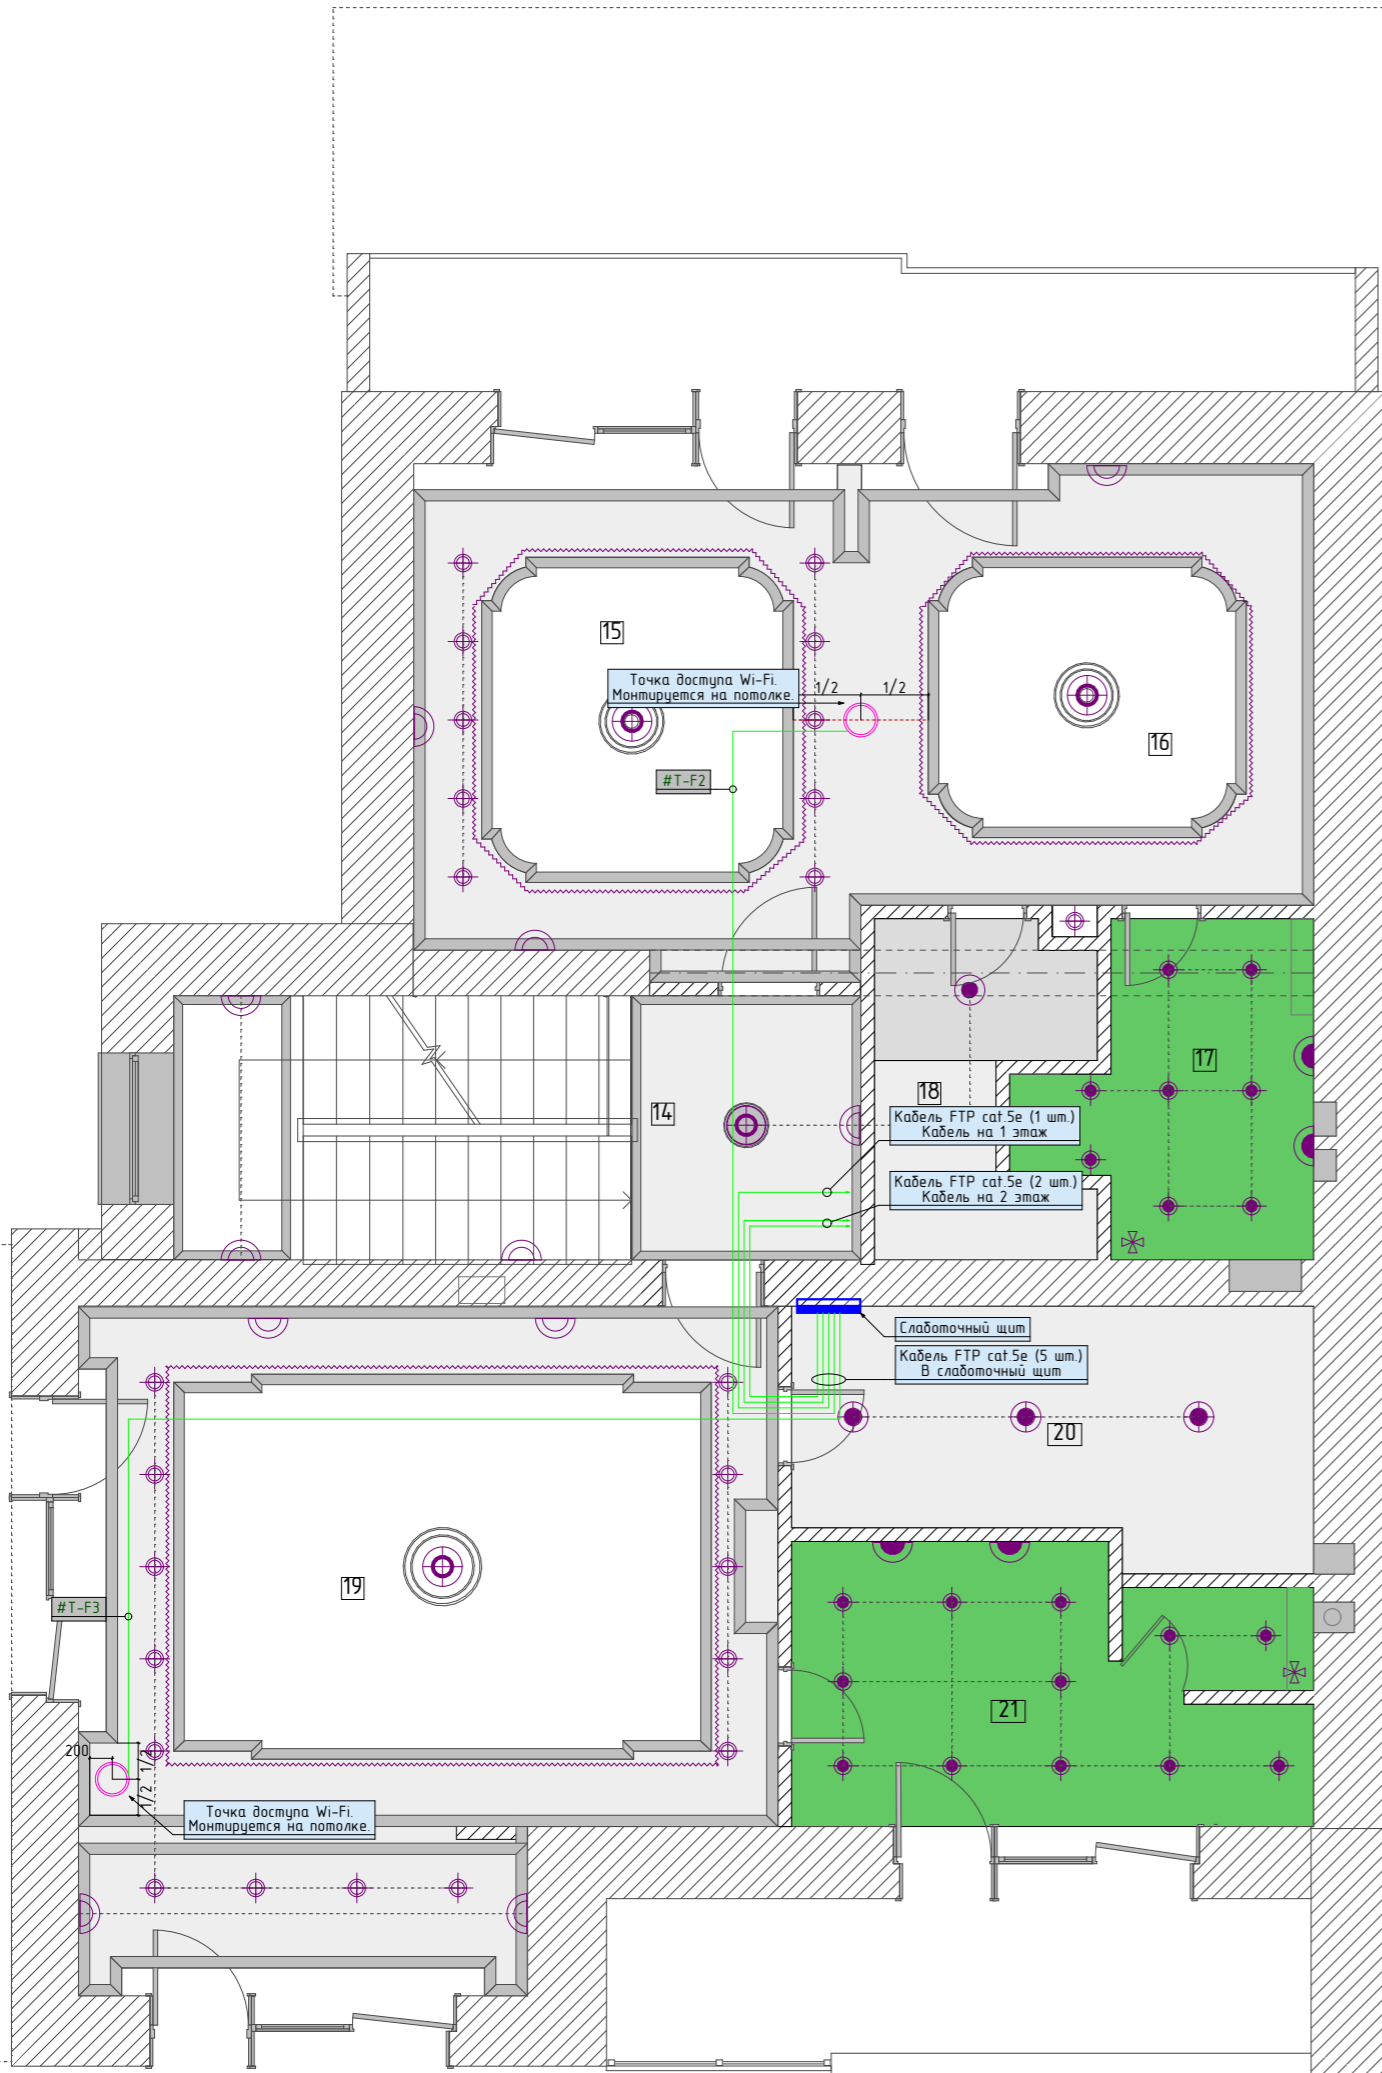 15
Точка доступа Wi-Fi.
Монтируется на потолке.
1/2
1/2
16
#T-F2
17
18
14
Кабель FTP cat.5e (1 шт.)
Кабель на 1 этаж
Кабель FTP cat.5e (2 шт.)
Кабель на 2 этаж
Слаботочный щит
Кабель FTP cat.5e (5 шт.)
В слаботочный щит
20
19
#T-F3
21
200
1/2
1/2
Точка доступа Wi-Fi.
Монтируется на потолке.